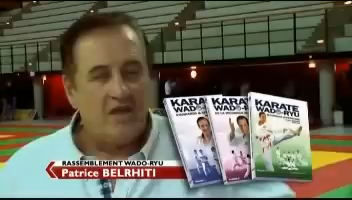 KARATE
WADO-RYU
KARATE
WADO-RYU
KARATE
WADO-RYU
RASSEMBLEMENT WADO-RYU
Patrice BELRHITI